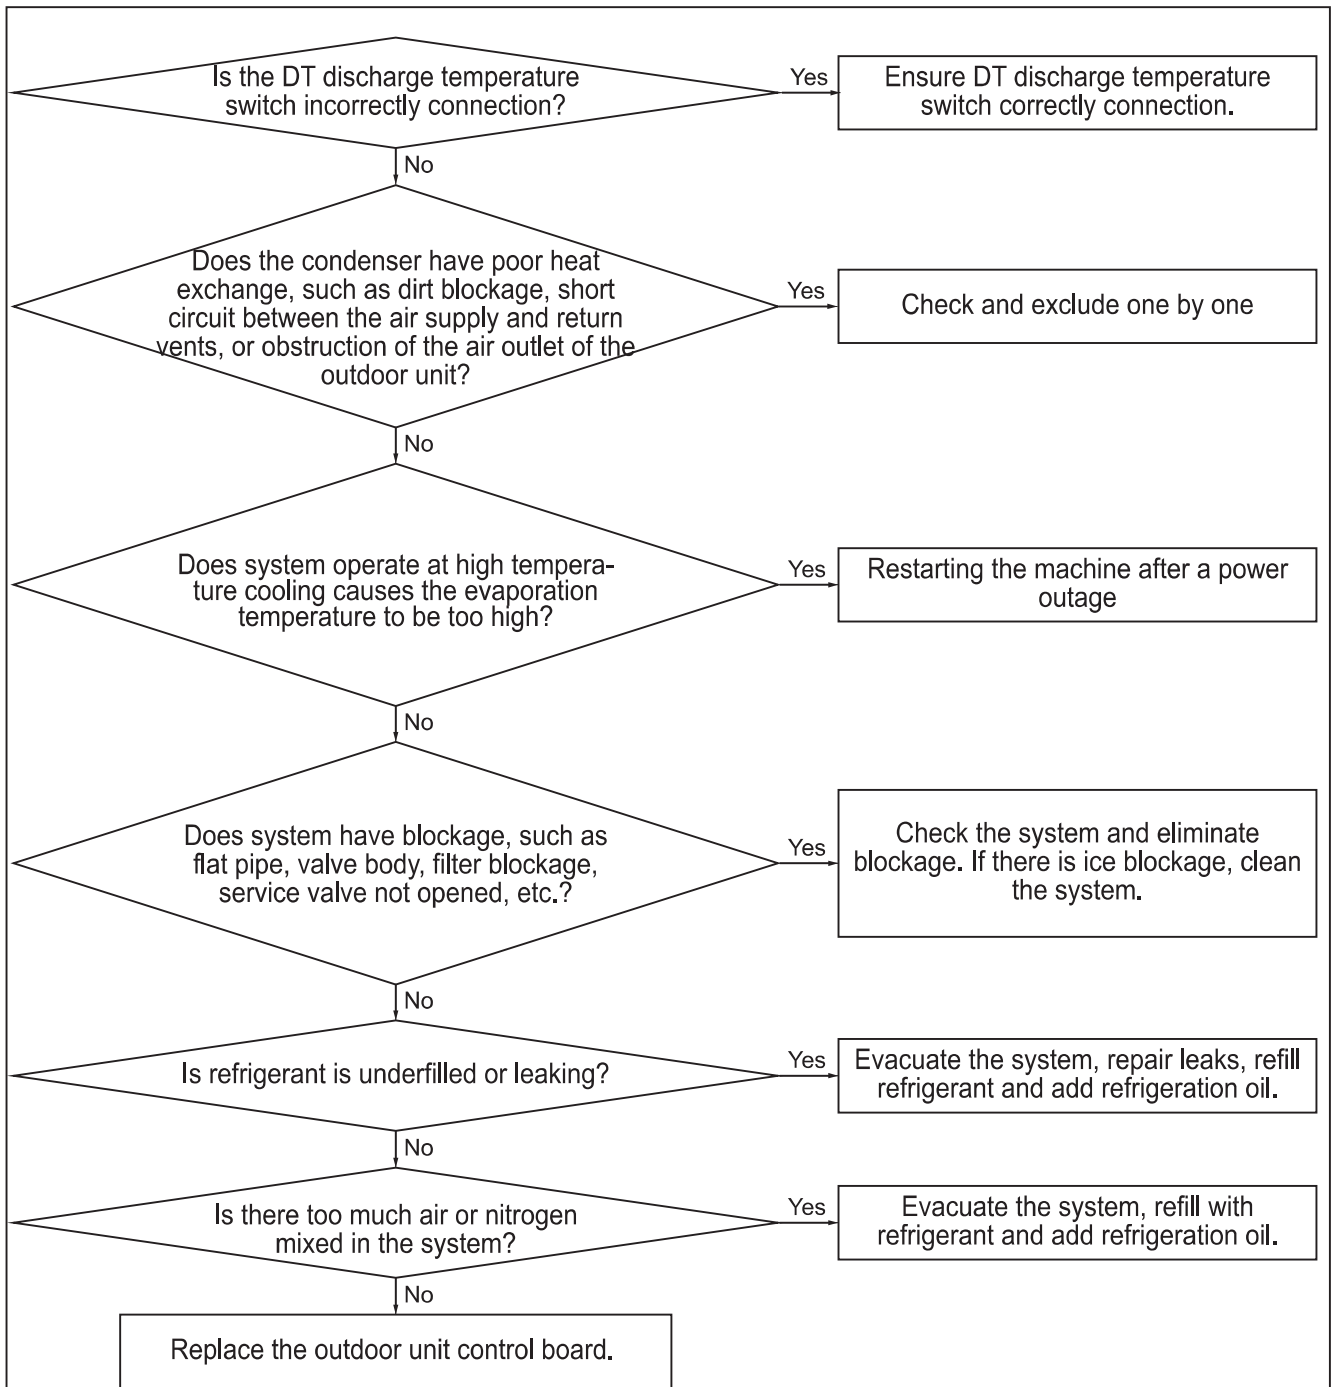 Is the DT discharge temperature
switch incorrectly connection?
Yes
Ensure DT discharge temperature
switch correctly connection.
No
Does the condenser have poor heat
exchange, such as dirt blockage, short
circuit between the air supply and return
vents, or obstruction of the air outlet of the
outdoor unit?
Yes
Check and exclude one by one
No
Does system operate at high tempera-
ture cooling causes the evaporation
temperature to be too high?
Yes
Restarting the machine after a power
outage
No
Does system have blockage, such as
flat pipe, valve body, filter blockage,
service valve not opened, etc.?
Yes
Check the system and eliminate
blockage. If there is ice blockage, clean
the system.
No
Is refrigerant is underfilled or leaking?
Yes
Evacuate the system, repair leaks, refill
refrigerant and add refrigeration oil.
No
Is there too much air or nitrogen
mixed in the system?
Yes
Evacuate the system, refill with
refrigerant and add refrigeration oil.
No
Replace the outdoor unit control board.